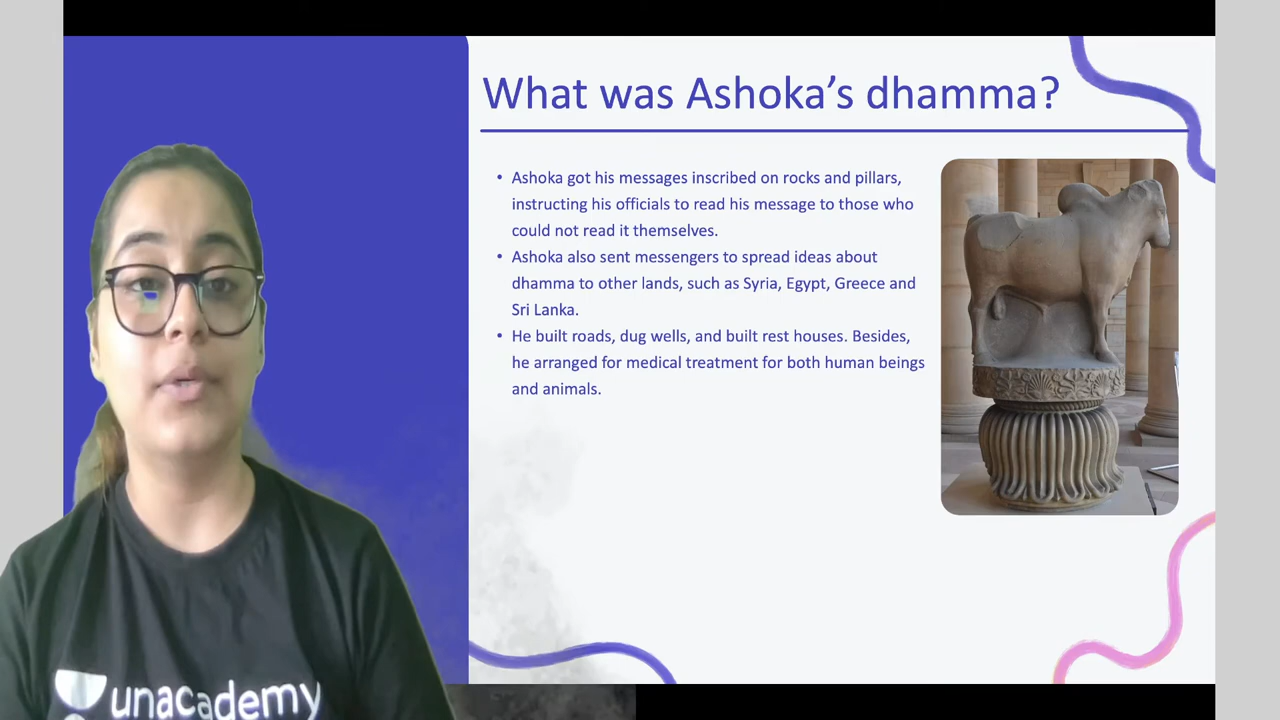 What was Ashoka's dhamma?
• Ashoka got his messages inscribed on rocks and pillars,
instructing his officials to read his message to those who
could not read it themselves.
• Ashoka also sent messengers to spread ideas about
dhamma to other lands, such as Syria, Egypt, Greece and
Sri Lanka.
• He built roads, dug wells, and built rest houses. Besides,
he arranged for medical treatment for both human beings
and animals.
unacademy